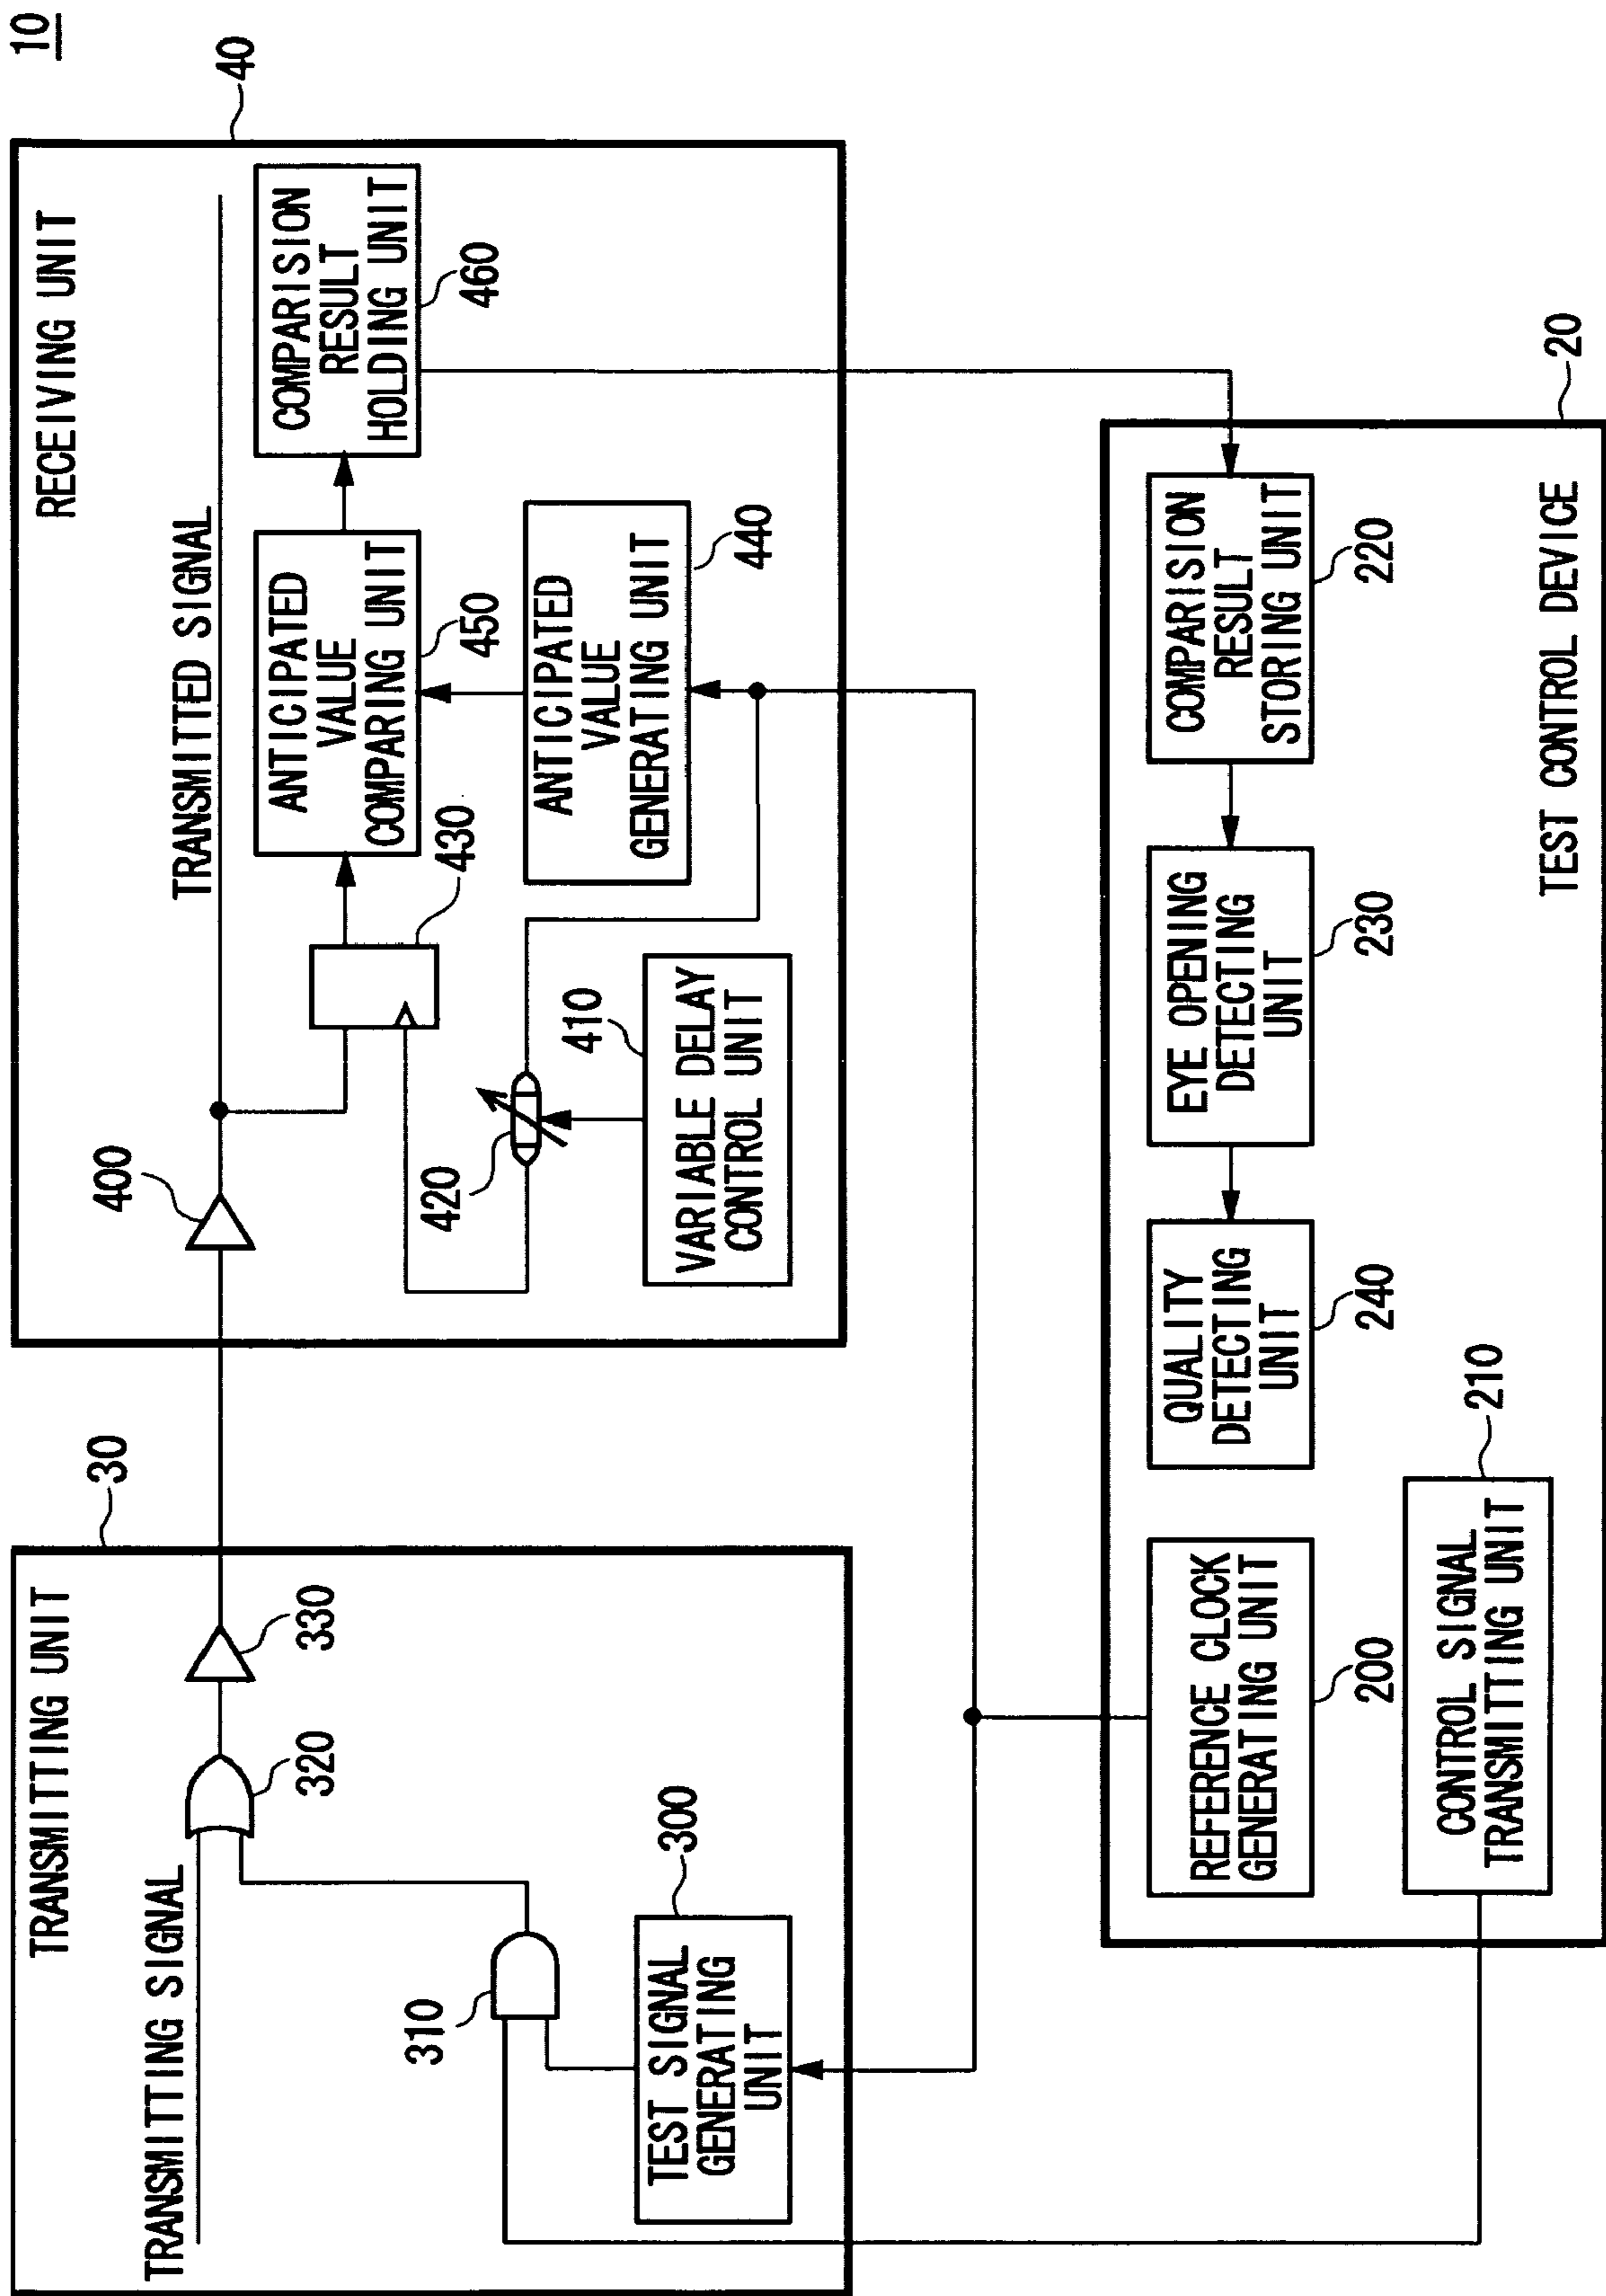 10
TRANSMITTING UNIT
30
TRANSMITTING SIGNAL
320
330
310
TEST SIGNAL
GENERATING
UNIT
300
RECEIVING UNIT
40
400
TRANSMITTED SIGNAL
430
ANTICIPATED
VALUE
COMPARING UNIT
450
COMPARISION
RESULT
HOLDING UNIT
460
420
ANTICIPATED
VALUE
GENERATING UNIT
440
VARIABLE DELAY
CONTROL UNIT
410
20
REFERENCE CLOCK
GENERATING UNIT
200
QUALITY
DETECTING
UNIT
240
EYE OPENING
DETECTING
UNIT
230
COMPARISION
RESULT
STORING UNIT
220
CONTROL SIGNAL
TRANSMITTING UNIT
210
TEST CONTROL DEVICE